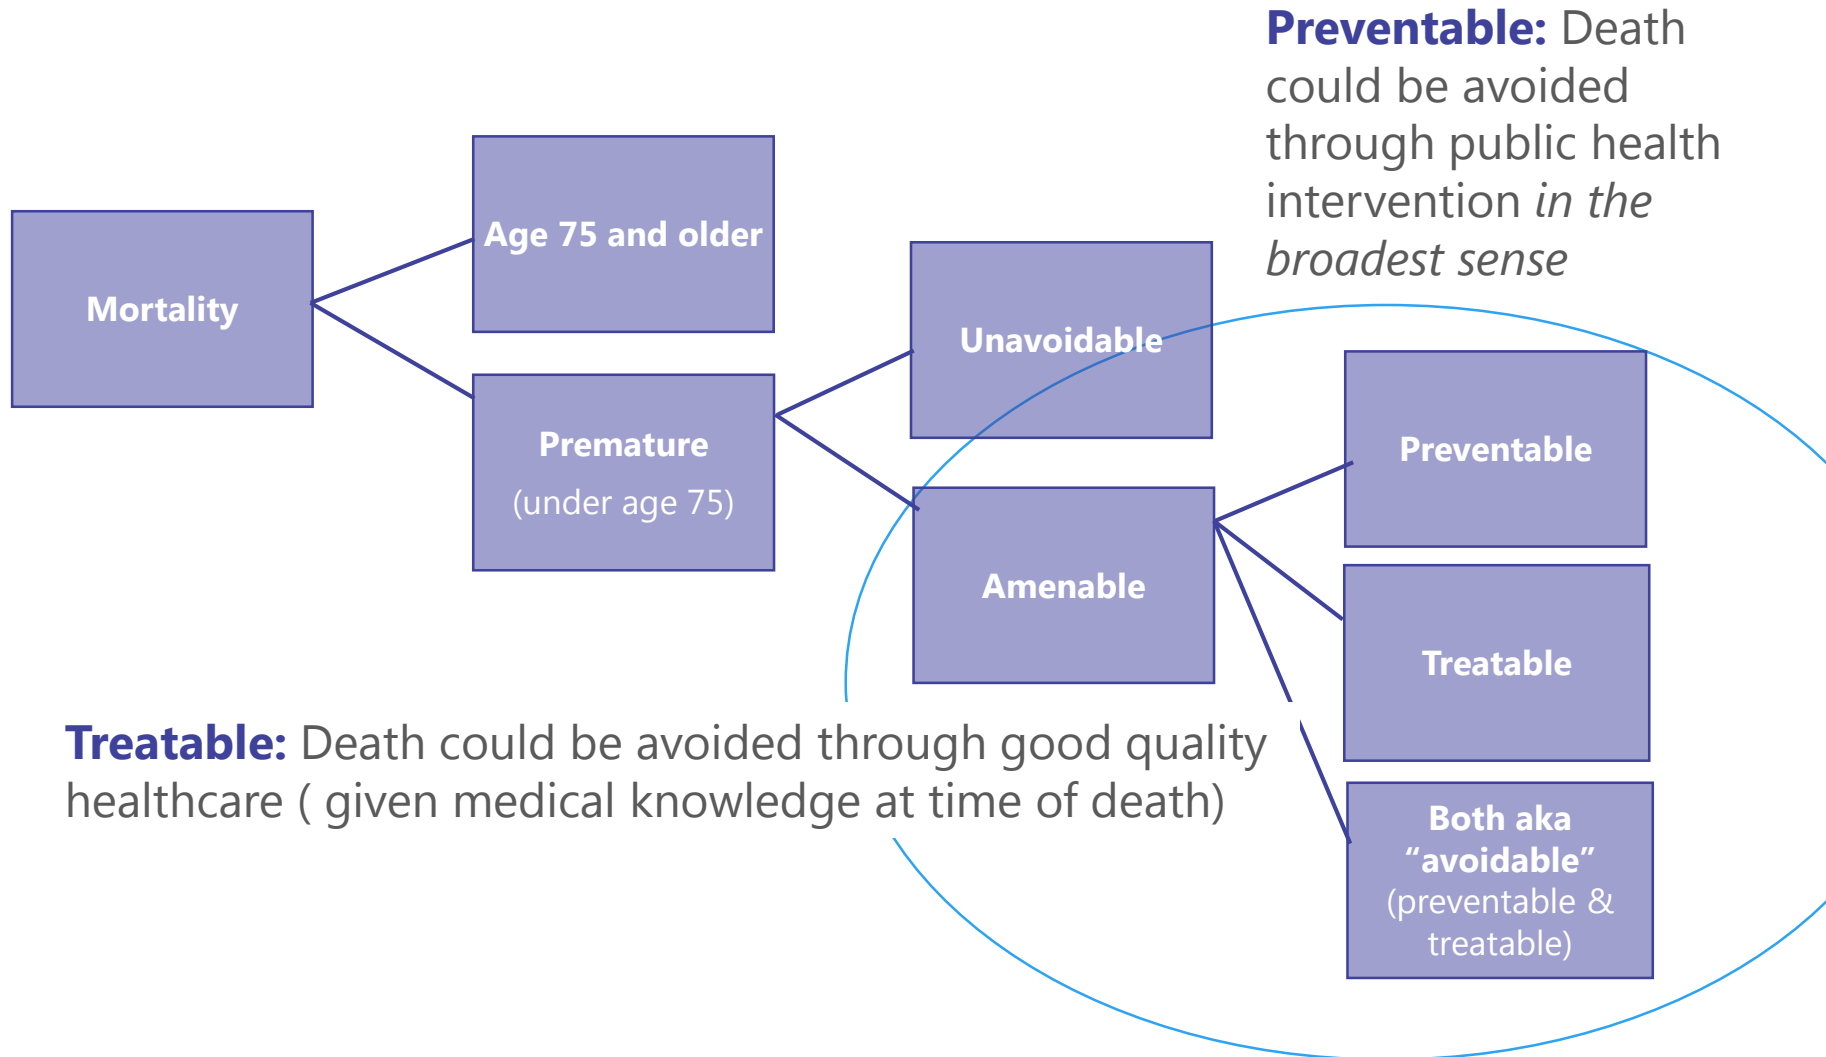 Preventable: Death
could be avoided
through public health
intervention in the
broadest sense
Mortality
Age 75 and older
Premature
(under age 75)
Unavoidable
Amenable
Preventable
Treatable
Both aka
“avoidable”
(preventable &
treatable)
Treatable: Death could be avoided through good quality
healthcare ( given medical knowledge at time of death)